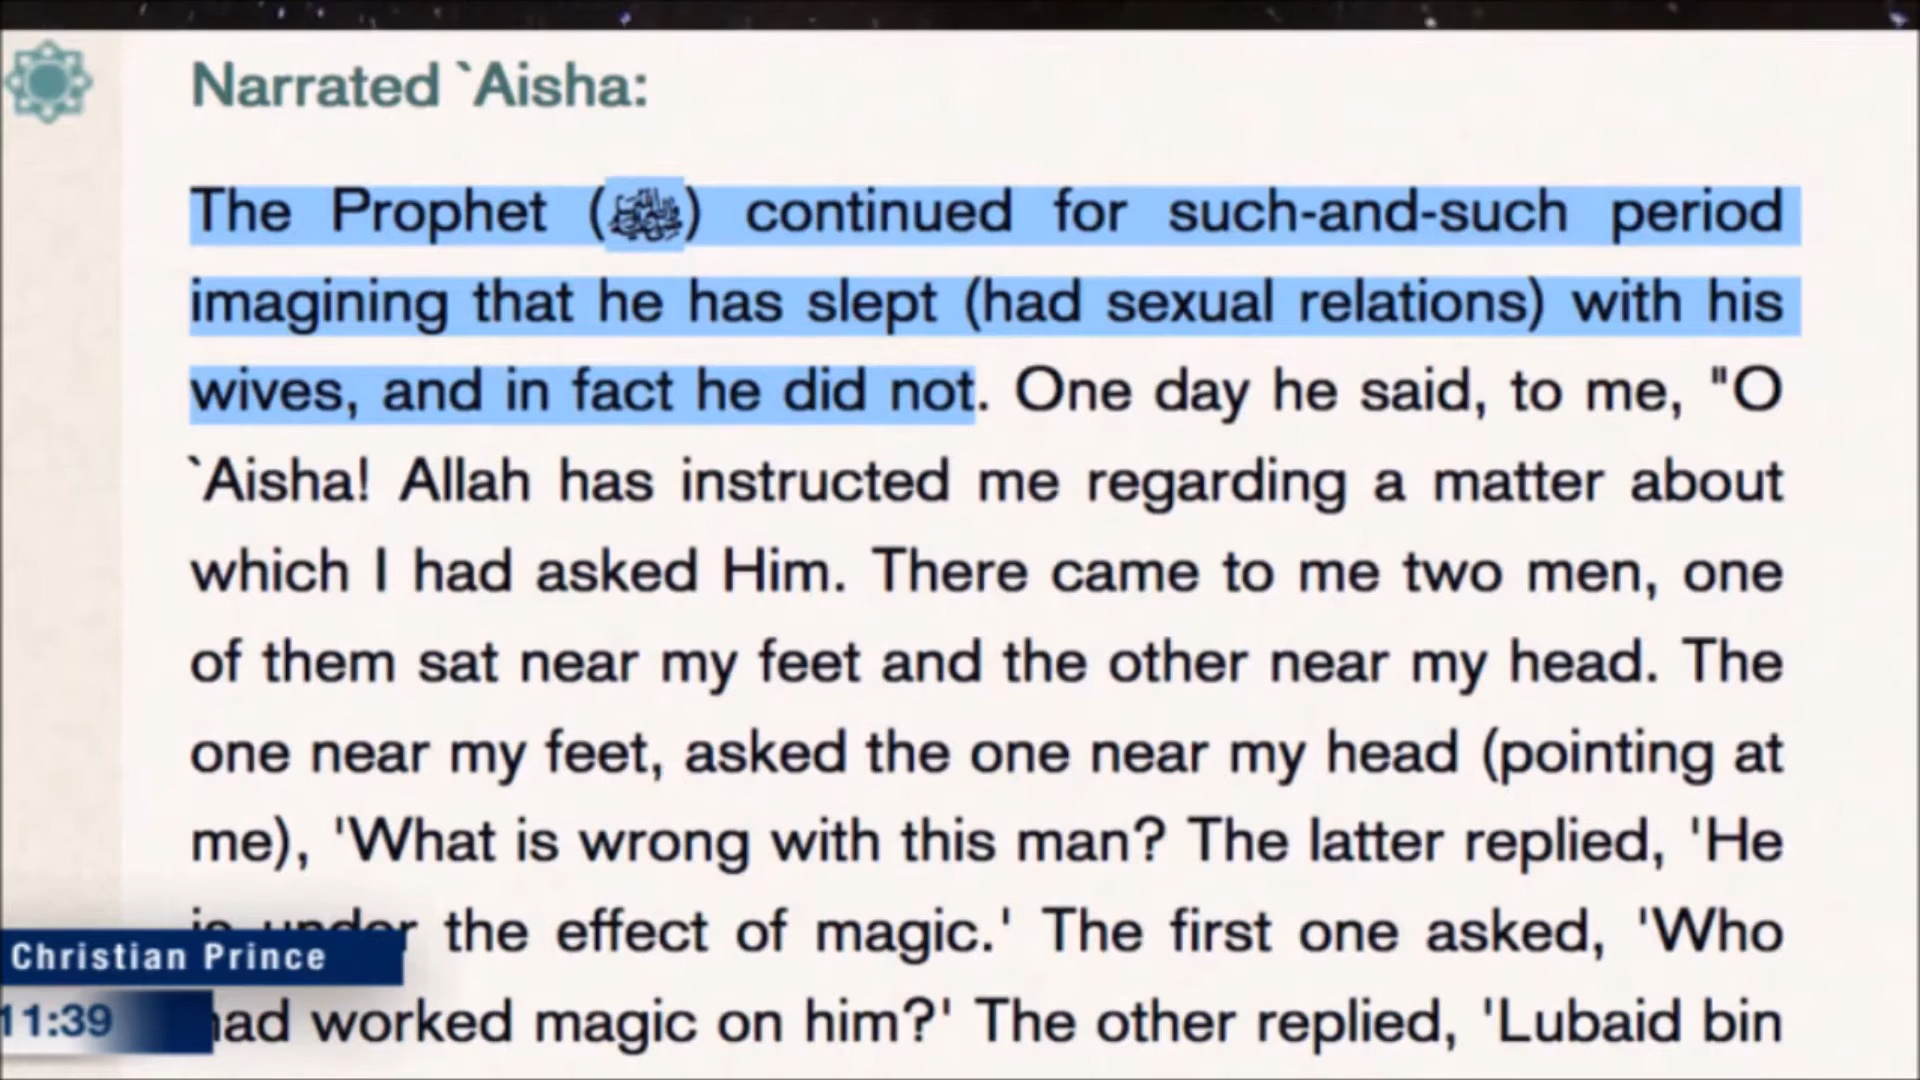 Narrated `Aisha:
The Prophet (ﷺ) continued for such-and-such period
imagining that he has slept (had sexual relations) with his
wives, and in fact he did not. One day he said, to me, "O
`Aisha! Allah has instructed me regarding a matter about
which I had asked Him. There came to me two men, one
of them sat near my feet and the other near my head. The
one near my feet, asked the one near my head (pointing at
me), 'What is wrong with this man? The latter replied, 'He
is under the effect of magic.' The first one asked, 'Who
had worked magic on him?' The other replied, 'Lubaid bin
Christian Prince
11:39